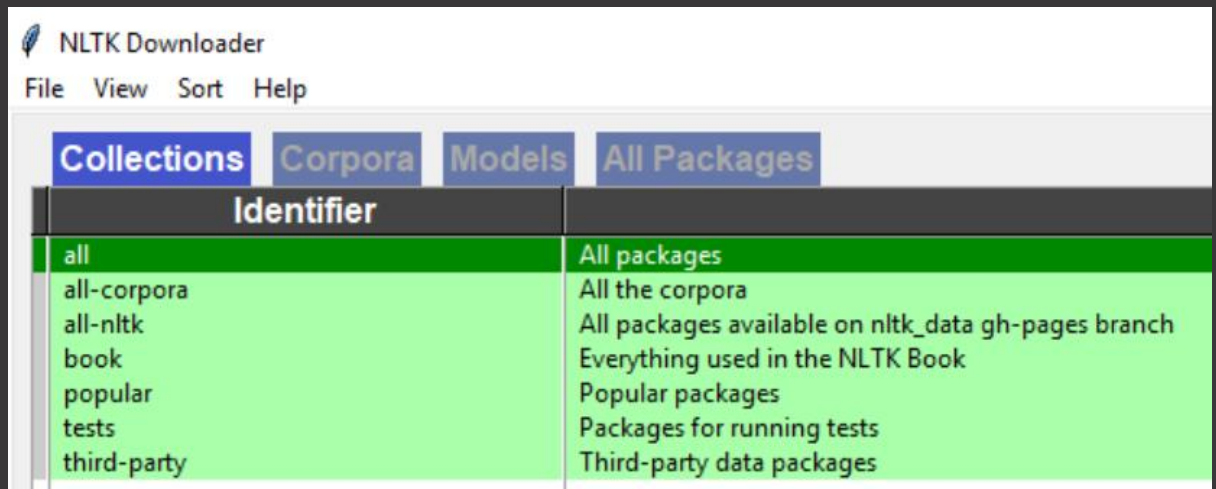 NLTK Downloader
File View Sort Help
Collections Corpora Models All Packages
Identifier
all All packages
all-corpora All the corpora
all-nltk All packages available on nltk_data gh-pages branch
book Everything used in the NLTK Book
popular Popular packages
tests Packages for running tests
third-party Third-party data packages